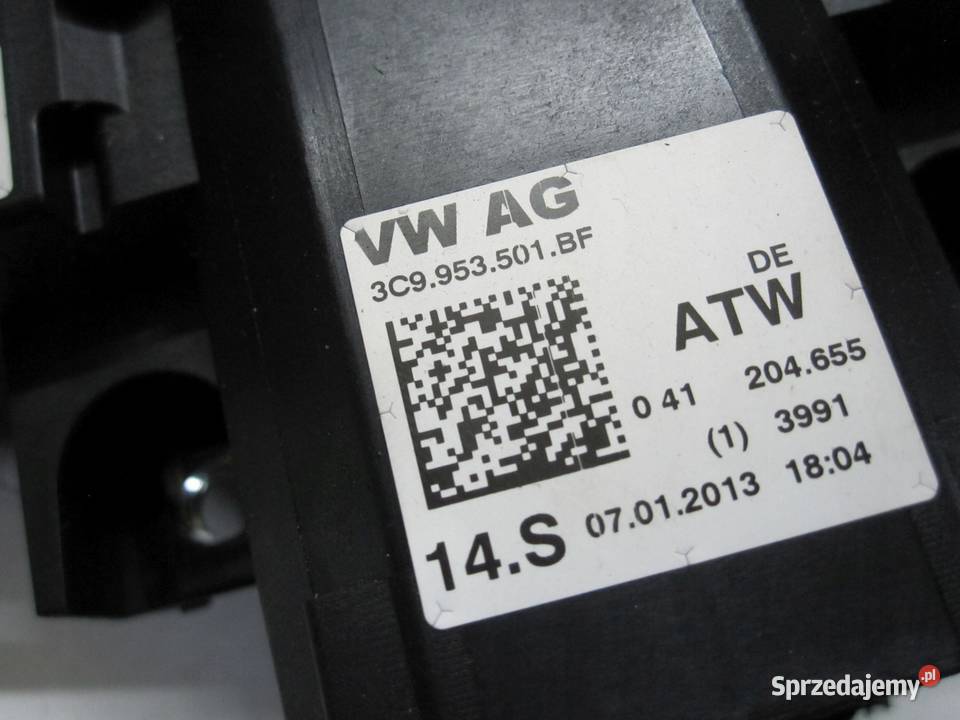 VW AG
3C9.953.501.BF
DE
ATW
0 41 204.655
(1) 3991
14.S 07.01.2013 18:04
Sprzedajemy.pl